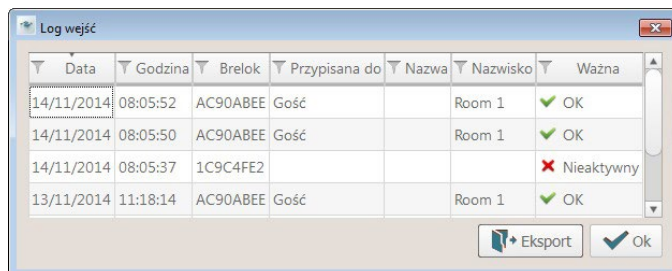 Log wejść
Data Godzina Brelok Przypisana do Nazwa Nazwisko Ważna
14/11/2014 08:05:52 AC90ABEE Gość Room 1 OK
14/11/2014 08:05:50 AC90ABEE Gość Room 1 OK
14/11/2014 08:05:37 1C9C4FE2 Nieaktywny
13/11/2014 11:18:14 AC90ABEE Gość Room 1 OK
Eksport Ok